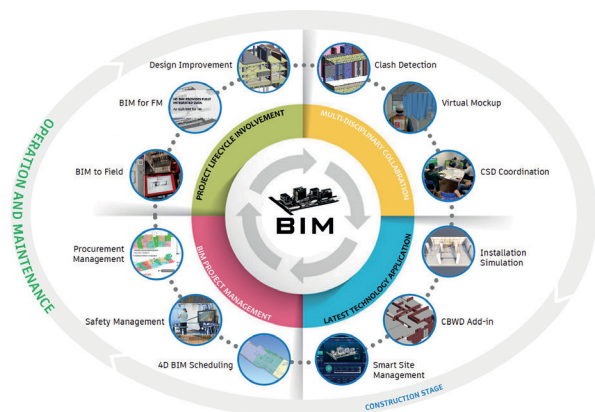 Design Improvement
Clash Detection
BIM for FM
Virtual Mockup
BIM to Field
CSD Coordination
PROJECT LIFECYCLE INVOLVEMENT
MULTI-DISCIPLINARY COLLABRATION
BIM
BIM PROJECT MANAGEMENT
LATEST TECHNOLOGY APPLICATION
Procurement
Management
Installation
Simulation
Safety Management
CBWD Add-in
4D BIM Scheduling
Smart Site
Management
OPERATION AND MAINTENANCE
CONSTRUCTION STAGE